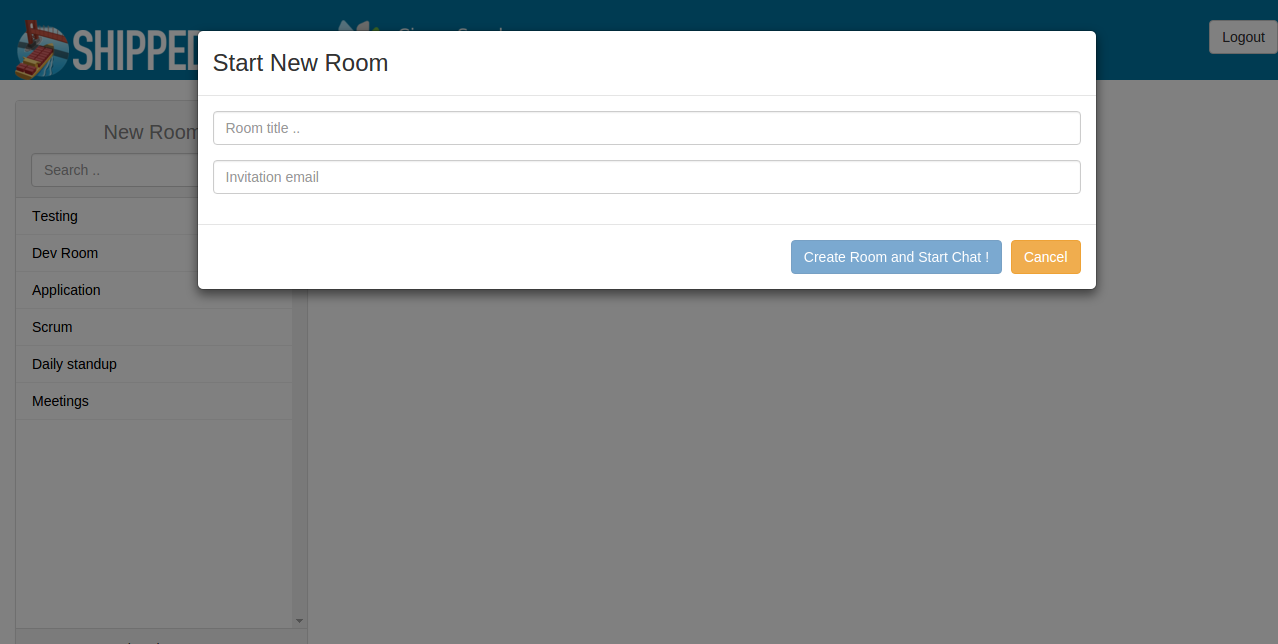 SHIPPED
Logout
Start New Room
Room title ..
Invitation email
Create Room and Start Chat !
Cancel
New Room
Search ..
Testing
Dev Room
Application
Scrum
Daily standup
Meetings